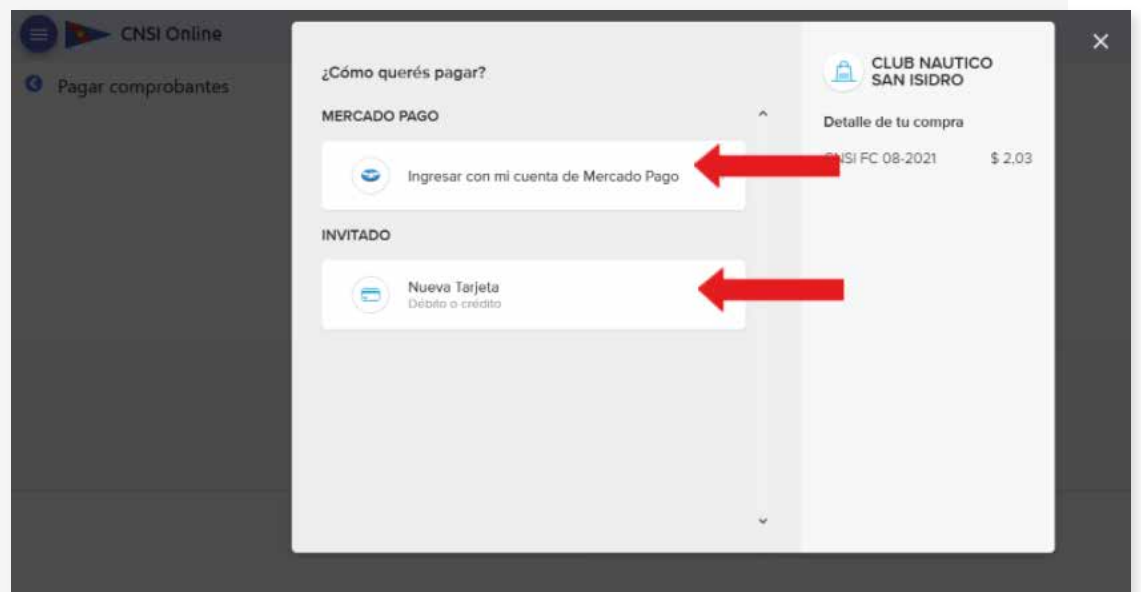 CNSI Online
Pagar comprobantes
¿Cómo querés pagar?
MERCADO PAGO
Ingresar con mi cuenta de Mercado Pago
INVITADO
Nueva Tarjeta
Débito o crédito
CLUB NAUTICO
SAN ISIDRO
Detalle de tu compra
CNSI FC 08-2021 $ 2,03